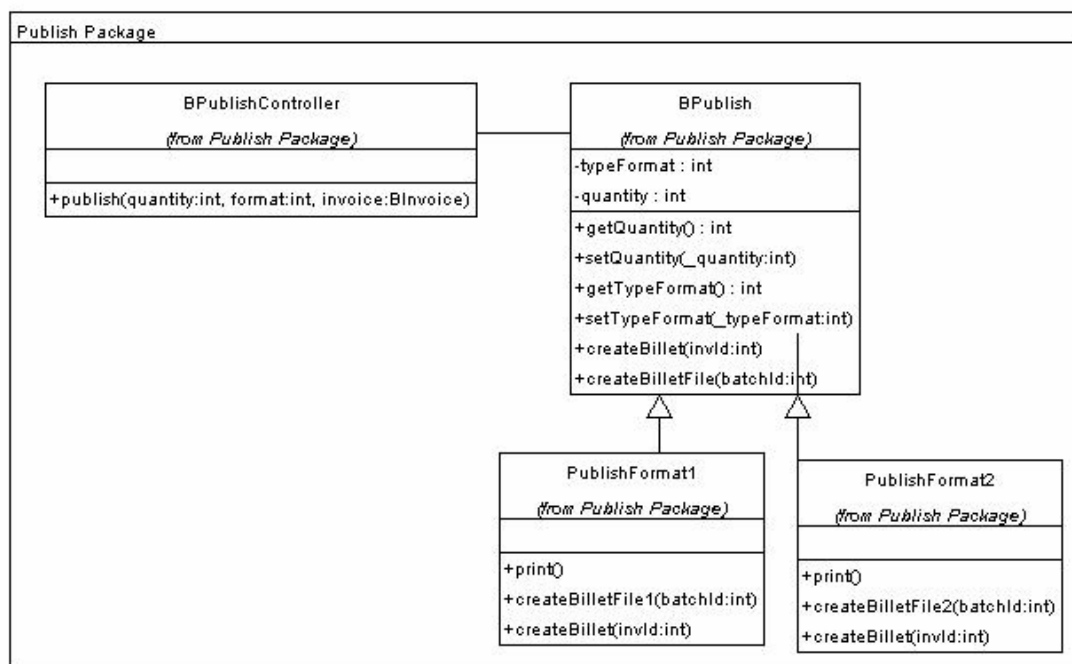 Publish Package
BPublishController
(from Publish Package)
+publish(quantity:int, format:int, invoice:BInvoice)
BPublish
(from Publish Package)
-typeFormat : int
-quantity : int
+getQuantity() : int
+setQuantity(_quantity:int)
+getTypeFormat() : int
+setTypeFormat(_typeFormat:int)
+createBillet(invId:int)
+createBilletFile(batchId:int)
PublishFormat1
(from Publish Package)
+print()
+createBilletFile1(batchId:int)
+createBillet(invId:int)
PublishFormat2
(from Publish Package)
+print()
+createBilletFile2(batchId:int)
+createBillet(invId:int)